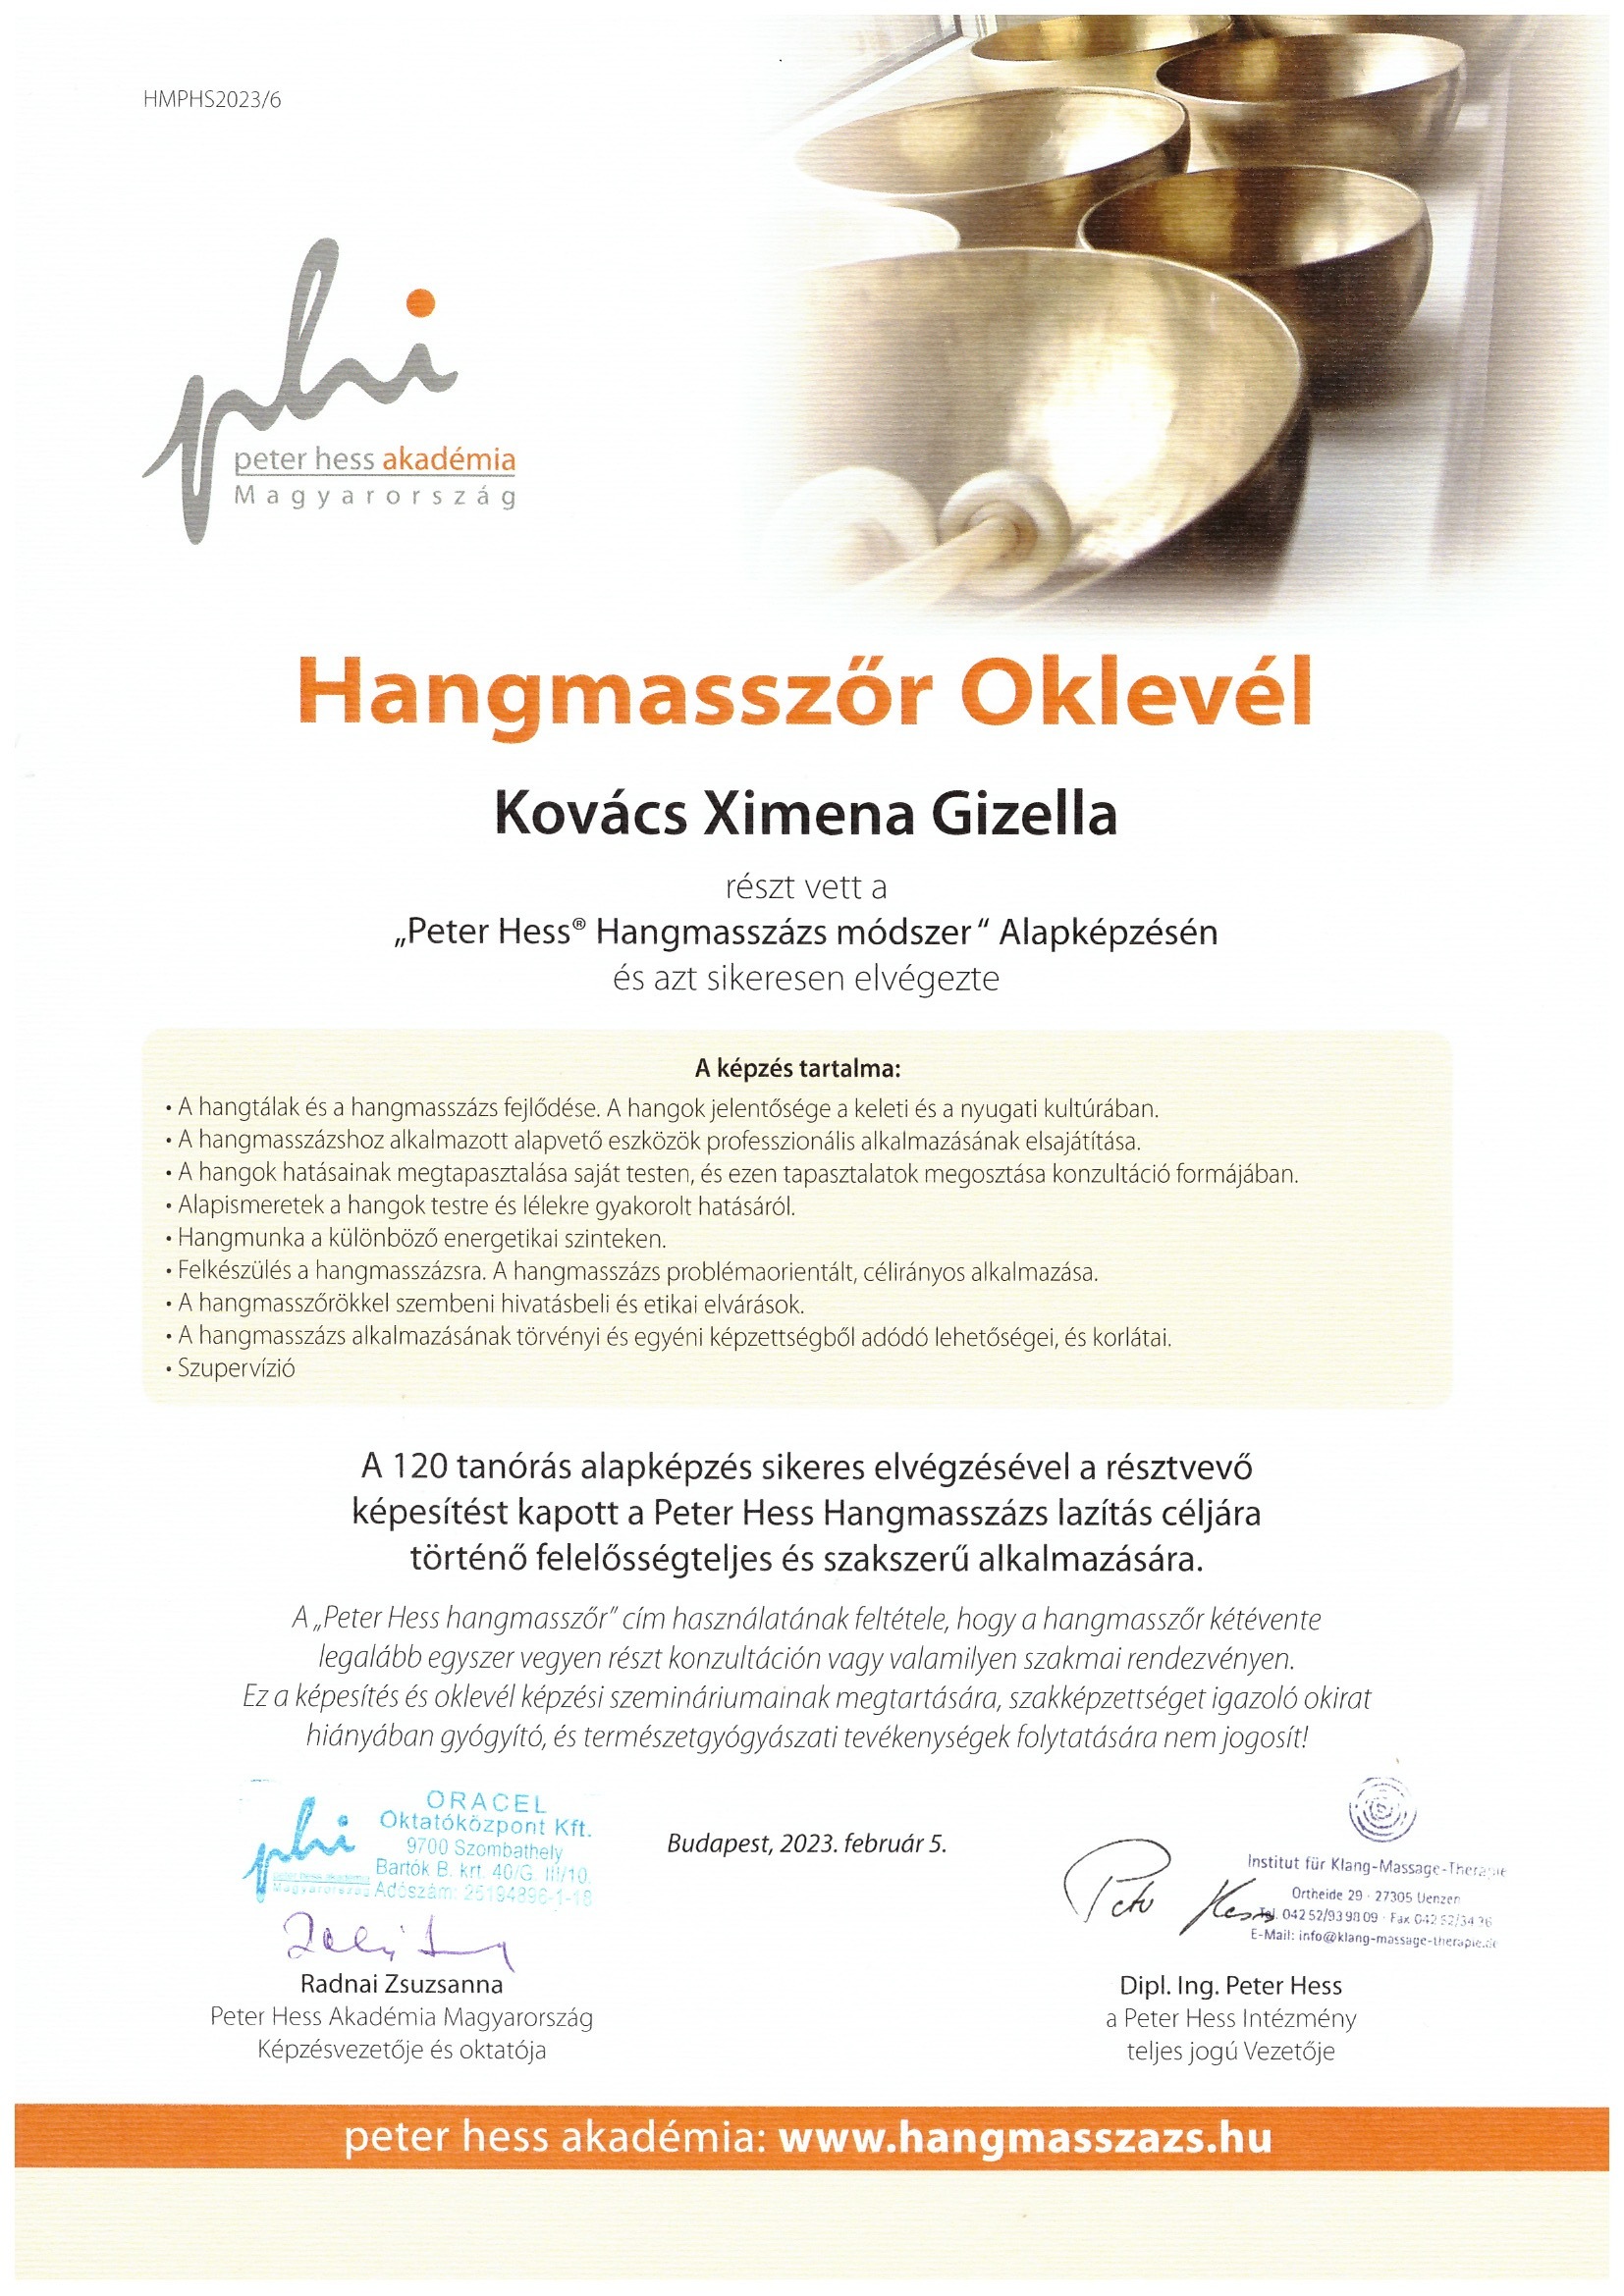 HMPHS2023/6
phi
peter hess akadémia
Magyarország
Hangmasszőr Oklevél
Kovács Ximena Gizella
részt vett a
„Peter Hess® Hangmasszázs módszer“ Alapképzésén
és azt sikeresen elvégezte
A képzés tartalma:
• A hangtálak és a hangmasszázs fejlődése. A hangok jelentősége a keleti és a nyugati kultúrában.
• A hangmasszázshoz alkalmazott alapvető eszközök professzionális alkalmazásának elsajátítása.
• A hangok hatásainak megtapasztalása saját testen, és ezen tapasztalatok megosztása konzultáció formájában.
• Alapismeretek a hangok testre és lélekre gyakorolt hatásáról.
• Hangmunka a különböző energetikai szinteken.
• Felkészülés a hangmasszázsra. A hangmasszázs problémaorientált, célirányos alkalmazása.
• A hangmasszőrökkel szembeni hivatásbeli és etikai elvárások.
• A hangmasszázs alkalmazásának törvényi és egyéni képzettségből adódó lehetőségei, és korlátai.
• Szupervízió
A 120 tanórás alapképzés sikeres elvégzésével a résztvevő
képesítést kapott a Peter Hess Hangmasszázs lazítás céljára
történő felelősségteljes és szakszerű alkalmazására.
A „Peter Hess hangmasszőr” cím használatának feltétele, hogy a hangmasszőr kétévente
legalább egyszer vegyen részt konzultáción vagy valamilyen szakmai rendezvényen.
Ez a képesítés és oklevél képzési szemináriumainak megtartására, szakképzettséget igazoló okirat
hiányában gyógyító, és természetgyógyászati tevékenységek folytatására nem jogosít!
phi
peter hess akadémia
Magyarország
ORACEL
Oktatóközpont Kft.
9700 Szombathely
Bartók B. krt. 40/G. III/10.
Adószám: 25194896-1-18
Budapest, 2023. február 5.
Peter Hess
Institut für Klang-Massage-Therapie
Ortheide 29 · 27305 Uenzen
Tel. 04252/939809 · Fax 04252/3436
E-Mail: info@klang-massage-therapie.de
Radnai Zsuzsanna
Peter Hess Akadémia Magyarország
Képzésvezetője és oktatója
Dipl. Ing. Peter Hess
a Peter Hess Intézmény
teljes jogú Vezetője
peter hess akadémia: www.hangmasszazs.hu